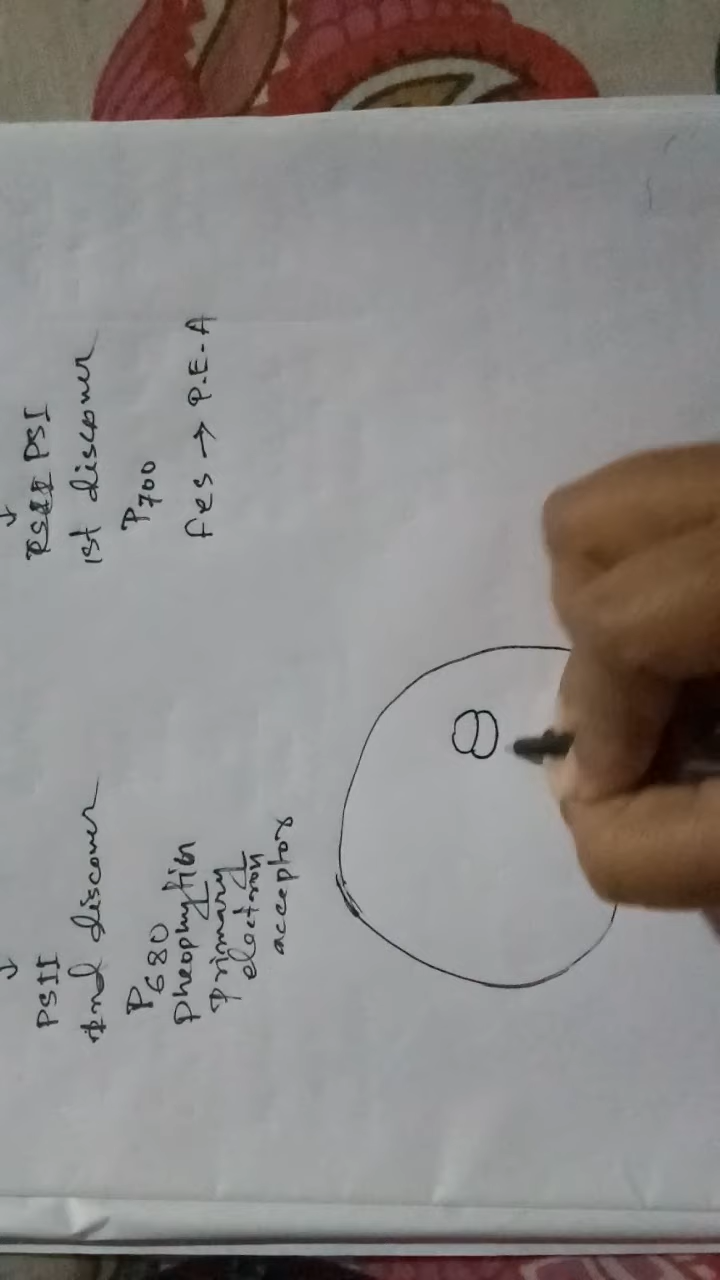 PSII
2nd discover
P680
pheophytin
Primary
electron
acceptor
PSI
1st discover
P700
fes → P.E.A